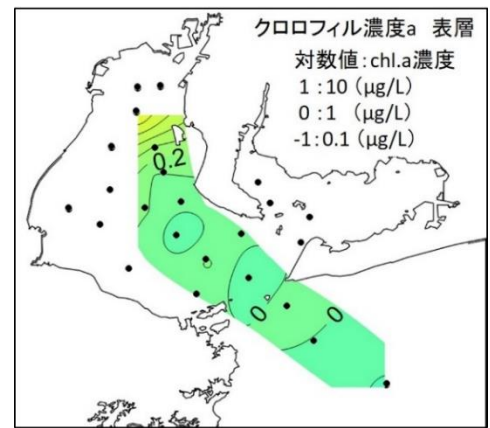 クロロフィル濃度a 表層
対数値:chl.a濃度
1:10 (μg/L)
0:1 (μg/L)
-1:0.1 (μg/L)
0.2
0
0